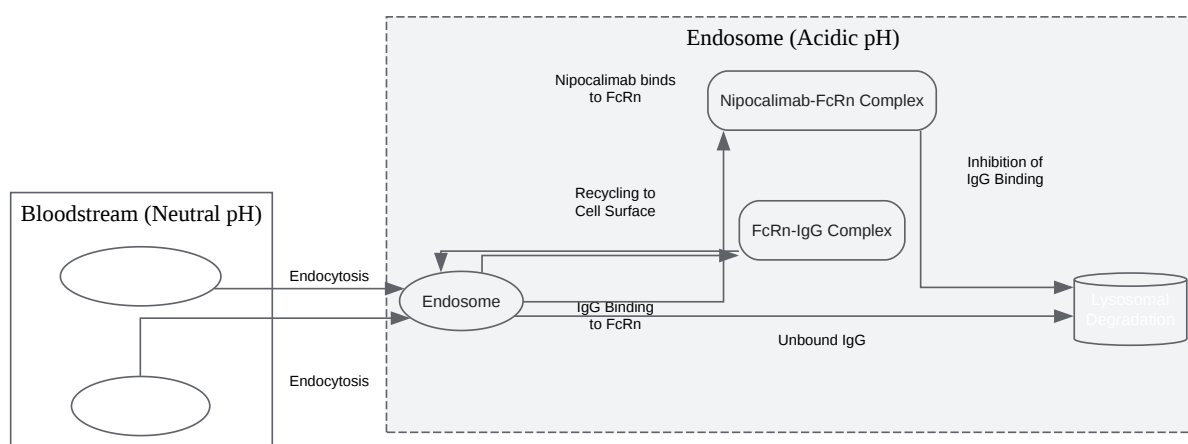 Endosome (Acidic pH)
Nipocalimab binds
to FcRn
Nipocalimab-FcRn Complex
Inhibition of
IgG Binding
Recycling to
Cell Surface
Bloodstream (Neutral pH)
FcRn-IgG Complex
Endocytosis
Endosome
IgG Binding
to FcRn
Lysosomal
Degradation
Unbound IgG
Endocytosis